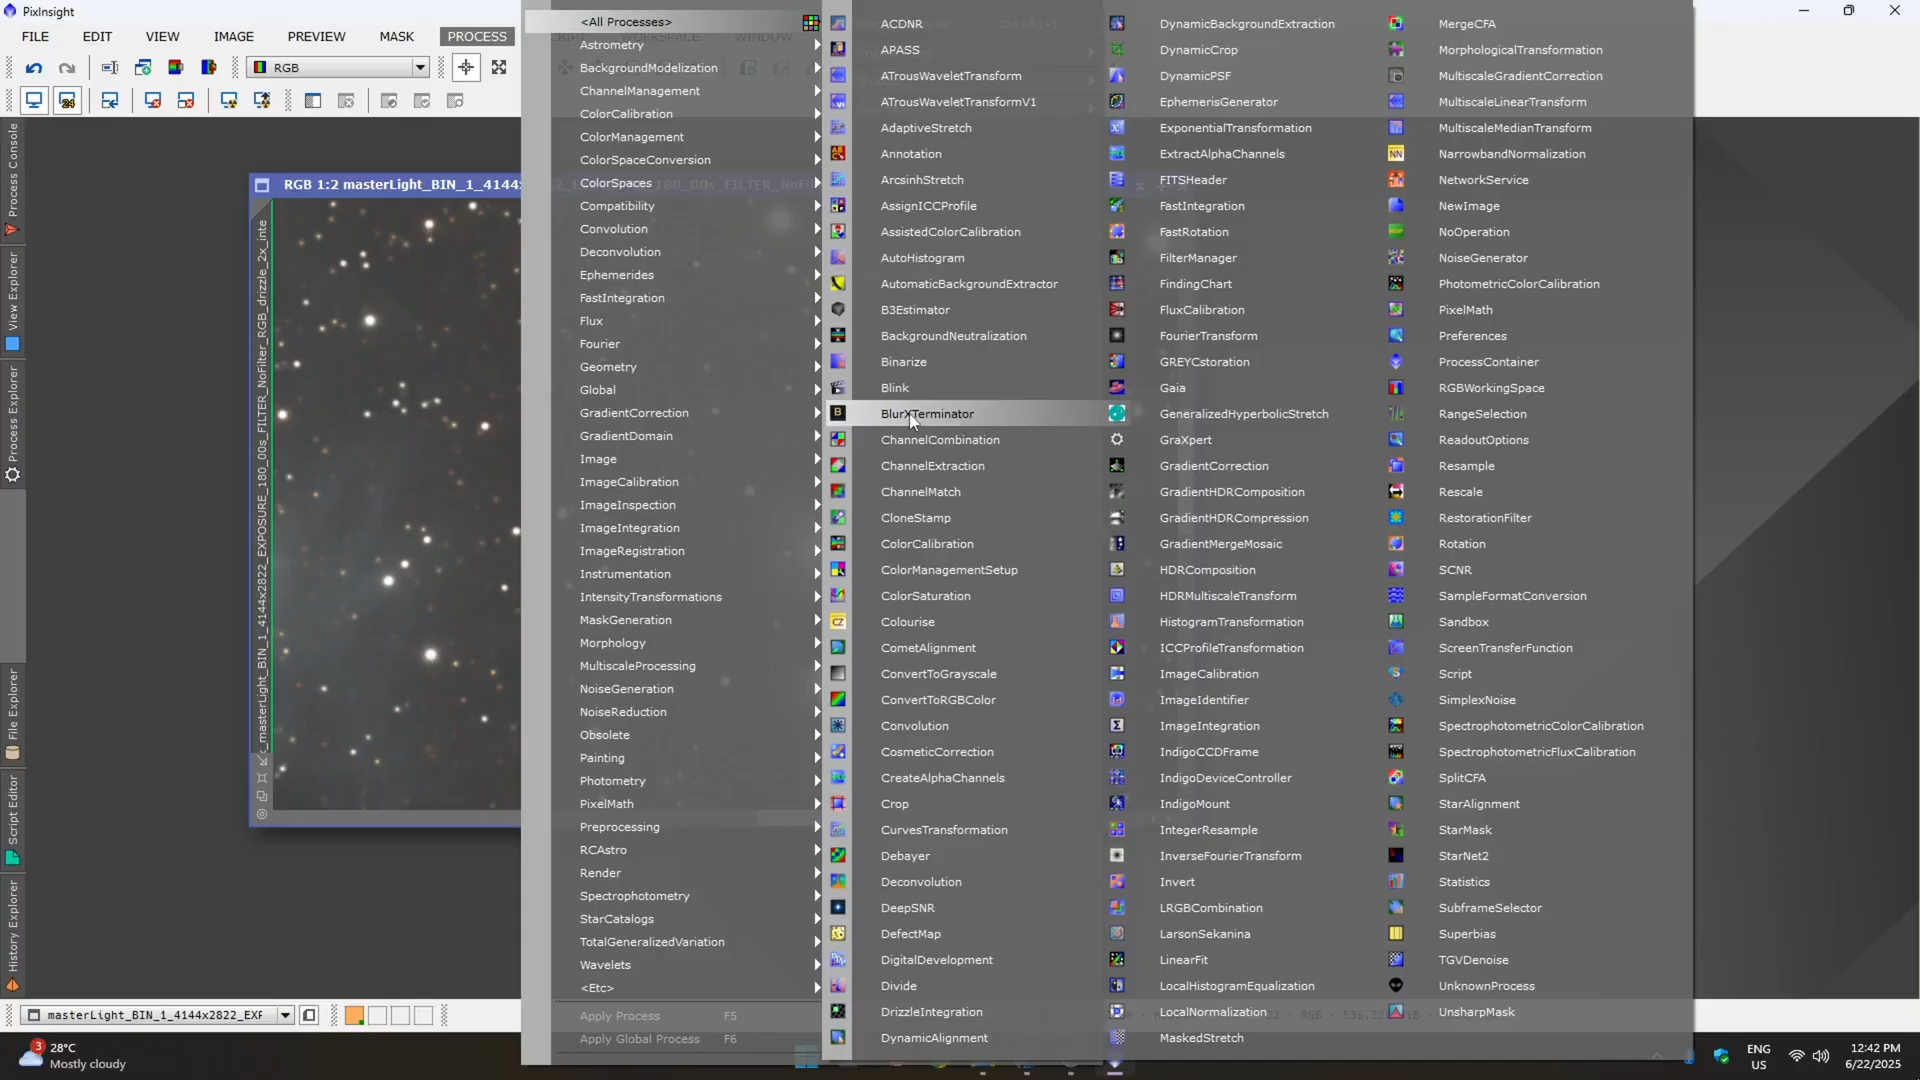 PixInsight
FILE
EDIT
VIEW
IMAGE
PREVIEW
MASK
PROCESS
RGB
24
Process Console
View Explorer
Process Explorer
File Explorer
Script Editor
History Explorer
RGB 1:2 masterLight_BIN_1_4144x
masterLight_BIN_1_4144x2822_EXPOSURE_180_00s_FILTER_NoFilter_RGB_drizzle_2x_inte
<All Processes>
Astrometry
BackgroundModelization
ChannelManagement
ColorCalibration
ColorManagement
ColorSpaceConversion
ColorSpaces
Compatibility
Convolution
Deconvolution
Ephemerides
FastIntegration
Flux
Fourier
Geometry
Global
GradientCorrection
GradientDomain
Image
ImageCalibration
ImageInspection
ImageIntegration
ImageRegistration
Instrumentation
IntensityTransformations
MaskGeneration
Morphology
MultiscaleProcessing
NoiseGeneration
NoiseReduction
Obsolete
Painting
Photometry
PixelMath
Preprocessing
RCAstro
Render
Spectrophotometry
StarCatalogs
TotalGeneralizedVariation
Wavelets
<Etc>
Apply Process F5
Apply Global Process F6
ACDNR
APASS
ATrousWaveletTransform
ATrousWaveletTransformV1
AdaptiveStretch
Annotation
ArcsinhStretch
AssignICCProfile
AssistedColorCalibration
AutoHistogram
AutomaticBackgroundExtractor
B3Estimator
BackgroundNeutralization
Binarize
Blink
BlurXTerminator
ChannelCombination
ChannelExtraction
ChannelMatch
CloneStamp
ColorCalibration
ColorManagementSetup
ColorSaturation
Colourise
CometAlignment
ConvertToGrayscale
ConvertToRGBColor
Convolution
CosmeticCorrection
CreateAlphaChannels
Crop
CurvesTransformation
Debayer
Deconvolution
DeepSNR
DefectMap
DigitalDevelopment
Divide
DrizzleIntegration
DynamicAlignment
DynamicBackgroundExtraction
DynamicCrop
DynamicPSF
EphemerisGenerator
ExponentialTransformation
ExtractAlphaChannels
FITSHeader
FastIntegration
FastRotation
FilterManager
FindingChart
FluxCalibration
FourierTransform
GREYCstoration
Gaia
GeneralizedHyperbolicStretch
GraXpert
GradientCorrection
GradientHDRComposition
GradientHDRCompression
GradientMergeMosaic
HDRComposition
HDRMultiscaleTransform
HistogramTransformation
ICCProfileTransformation
ImageCalibration
ImageIdentifier
ImageIntegration
IndigoCCDFrame
IndigoDeviceController
IndigoMount
IntegerResample
InverseFourierTransform
Invert
LRGBCombination
LarsonSekanina
LinearFit
LocalHistogramEqualization
LocalNormalization
MaskedStretch
MergeCFA
MorphologicalTransformation
MultiscaleGradientCorrection
MultiscaleLinearTransform
MultiscaleMedianTransform
NarrowbandNormalization
NetworkService
NewImage
NoOperation
NoiseGenerator
PhotometricColorCalibration
PixelMath
Preferences
ProcessContainer
RGBWorkingSpace
RangeSelection
ReadoutOptions
Resample
Rescale
RestorationFilter
Rotation
SCNR
SampleFormatConversion
Sandbox
ScreenTransferFunction
Script
SimplexNoise
SpectrophotometricColorCalibration
SpectrophotometricFluxCalibration
SplitCFA
StarAlignment
StarMask
StarNet2
Statistics
SubframeSelector
Superbias
TGVDenoise
UnknownProcess
UnsharpMask
masterLight_BIN_1_4144x2822_EXF
3
28°C
Mostly cloudy
ENG
US
12:42 PM
6/22/2025